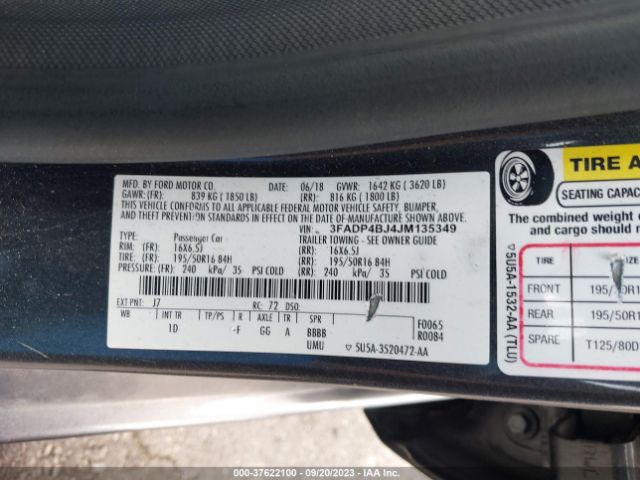 MFD. BY FORD MOTOR CO. DATE: 06/18 GVWR: 1642 KG ( 3620 LB)
GAWR: (FR): 839 KG ( 1850 LB) (RR): 816 KG ( 1800 LB)
THIS VEHICLE CONFORMS TO ALL APPLICABLE FEDERAL MOTOR VEHICLE SAFETY, BUMPER,
AND THEFT PREVENTION STANDARDS IN EFFECT ON THE DATE OF MANUFACTURE SHOWN ABOVE.
VIN: 3FADP4BJ4JM135349
TYPE: Passenger Car TRAILER TOWING - SEE OWNER GUIDE
RIM: (FR): 16X6.5J (RR): 16X6.5J
TIRE: (FR): 195/50R16 84H (RR): 195/50R16 84H
PRESSURE: (FR): 240 kPa/ 35 PSI COLD (RR): 240 kPa/ 35 PSI COLD
EXT PNT: J7 RC: 72 DSO:
WB INT TR TP/PS R AXLE TR SPR F0065
1D F GG A BBBB R0084
UMU ▽ 5U5A-3520472-AA
TIRE A
SEATING CAPAC
The combined weight
and cargo should
TIRE
FRONT 195/
REAR 195/50R1
SPARE T125/80D
▽ 5U5A-1532-AA (TLU)
000-37622100 - 09/20/2023 - IAA Inc.